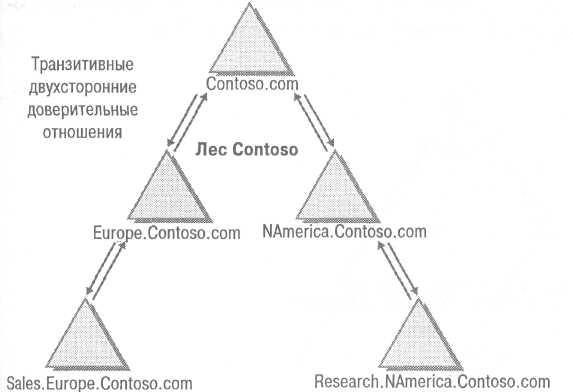 Транзитивные
двухсторонние
доверительные
отношения
Contoso.com
Лес Contoso
Europe.Contoso.com
NAmerica.Contoso.com
Sales.Europe.Contoso.com
Research.NAmerica.Contoso.com